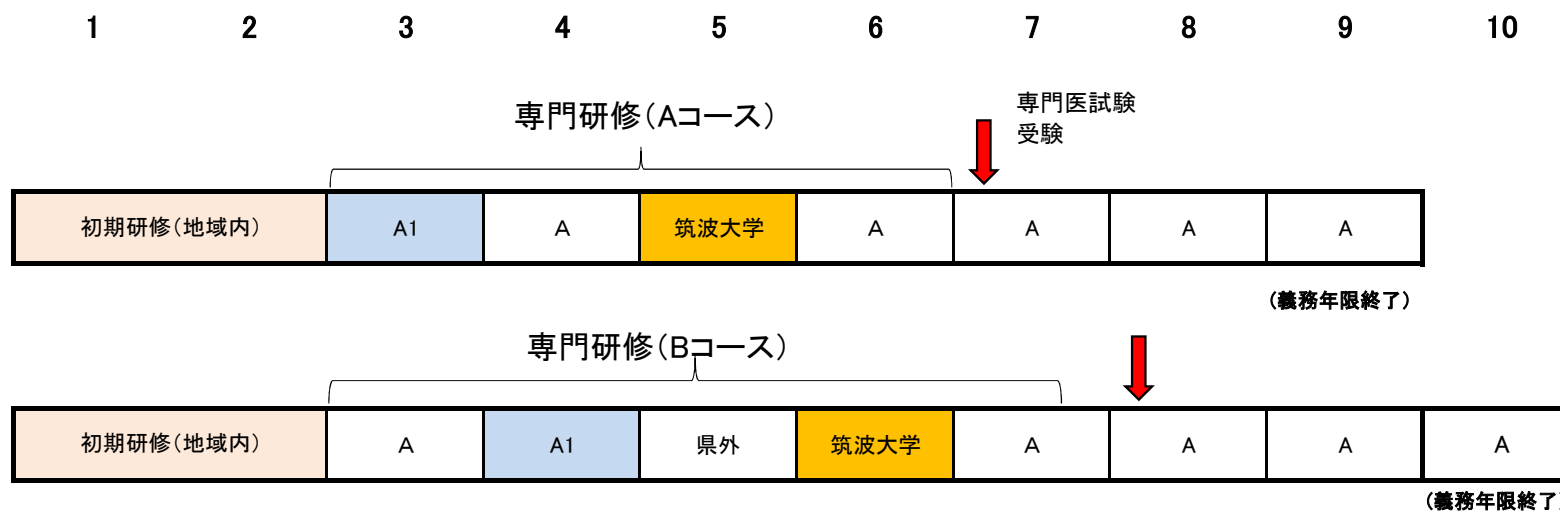 1 2 3 4 5 6 7 8 9 10
専門研修（Aコース）
専門医試験
受験
初期研修（地域内） A1 A 筑波大学 A A A A
（義務年限終了）
専門研修（Bコース）
初期研修（地域内） A A1 県外 筑波大学 A A A A
（義務年限終了）